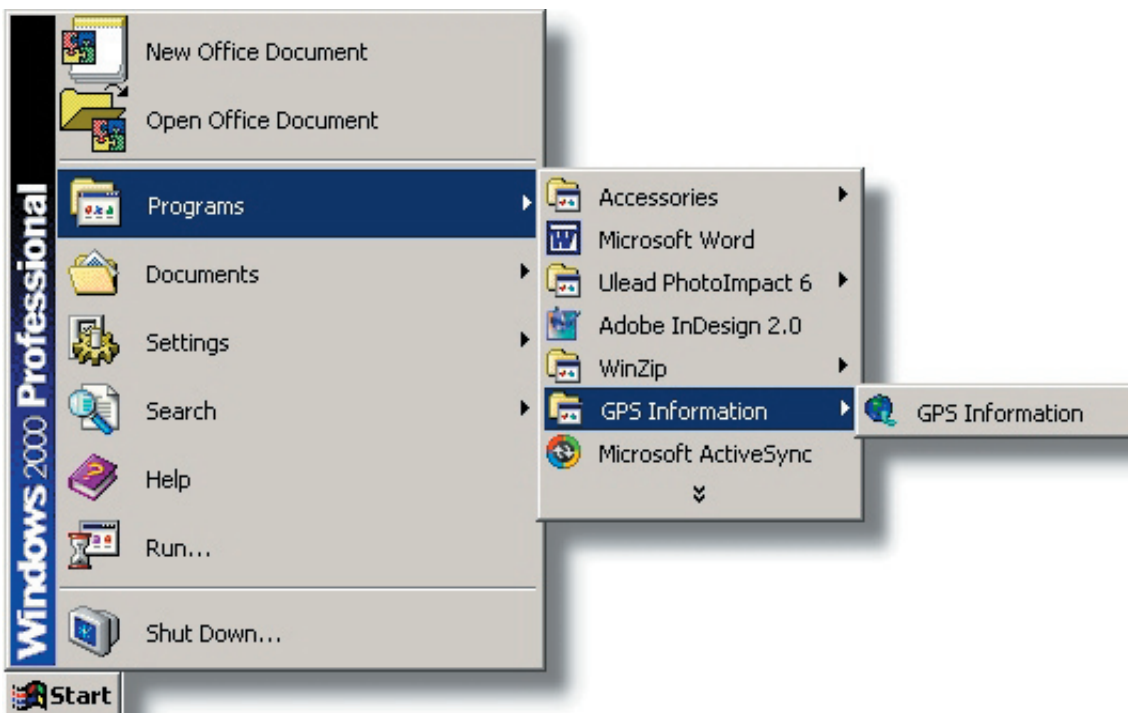 New Office Document
Open Office Document
Programs
Documents
Settings
Search
Help
Run...
Shut Down...
Windows 2000 Professional
Start
Accessories
Microsoft Word
Ulead PhotoImpact 6
Adobe InDesign 2.0
WinZip
GPS Information
Microsoft ActiveSync
GPS Information